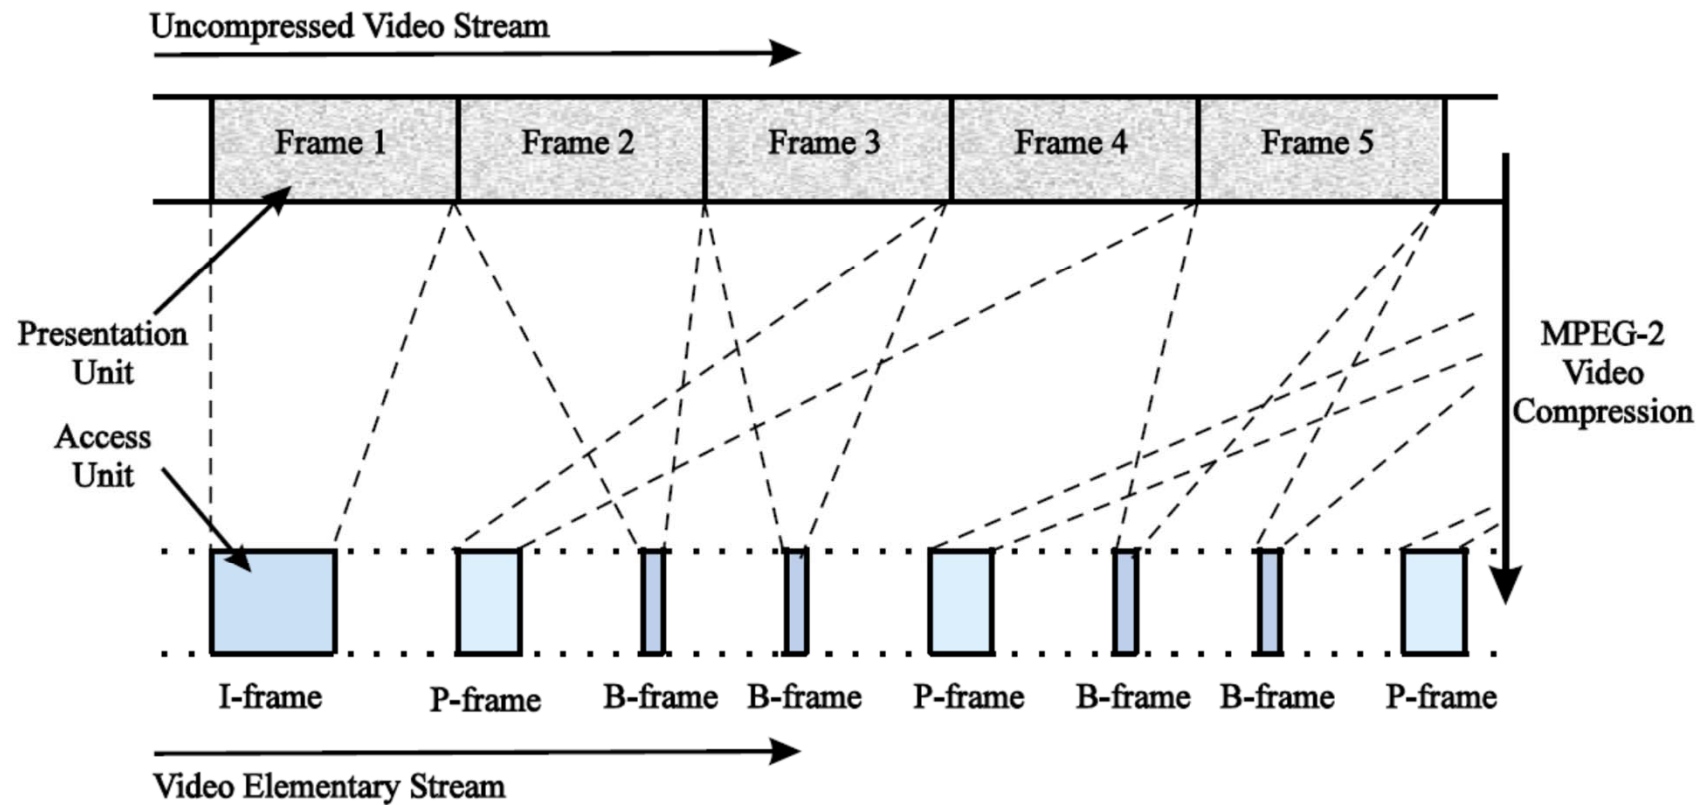 Uncompressed Video Stream
Frame 1
Frame 2
Frame 3
Frame 4
Frame 5
Presentation
Unit
MPEG-2
Video
Compression
Access
Unit
I-frame
P-frame
B-frame
B-frame
P-frame
B-frame
B-frame
P-frame
Video Elementary Stream